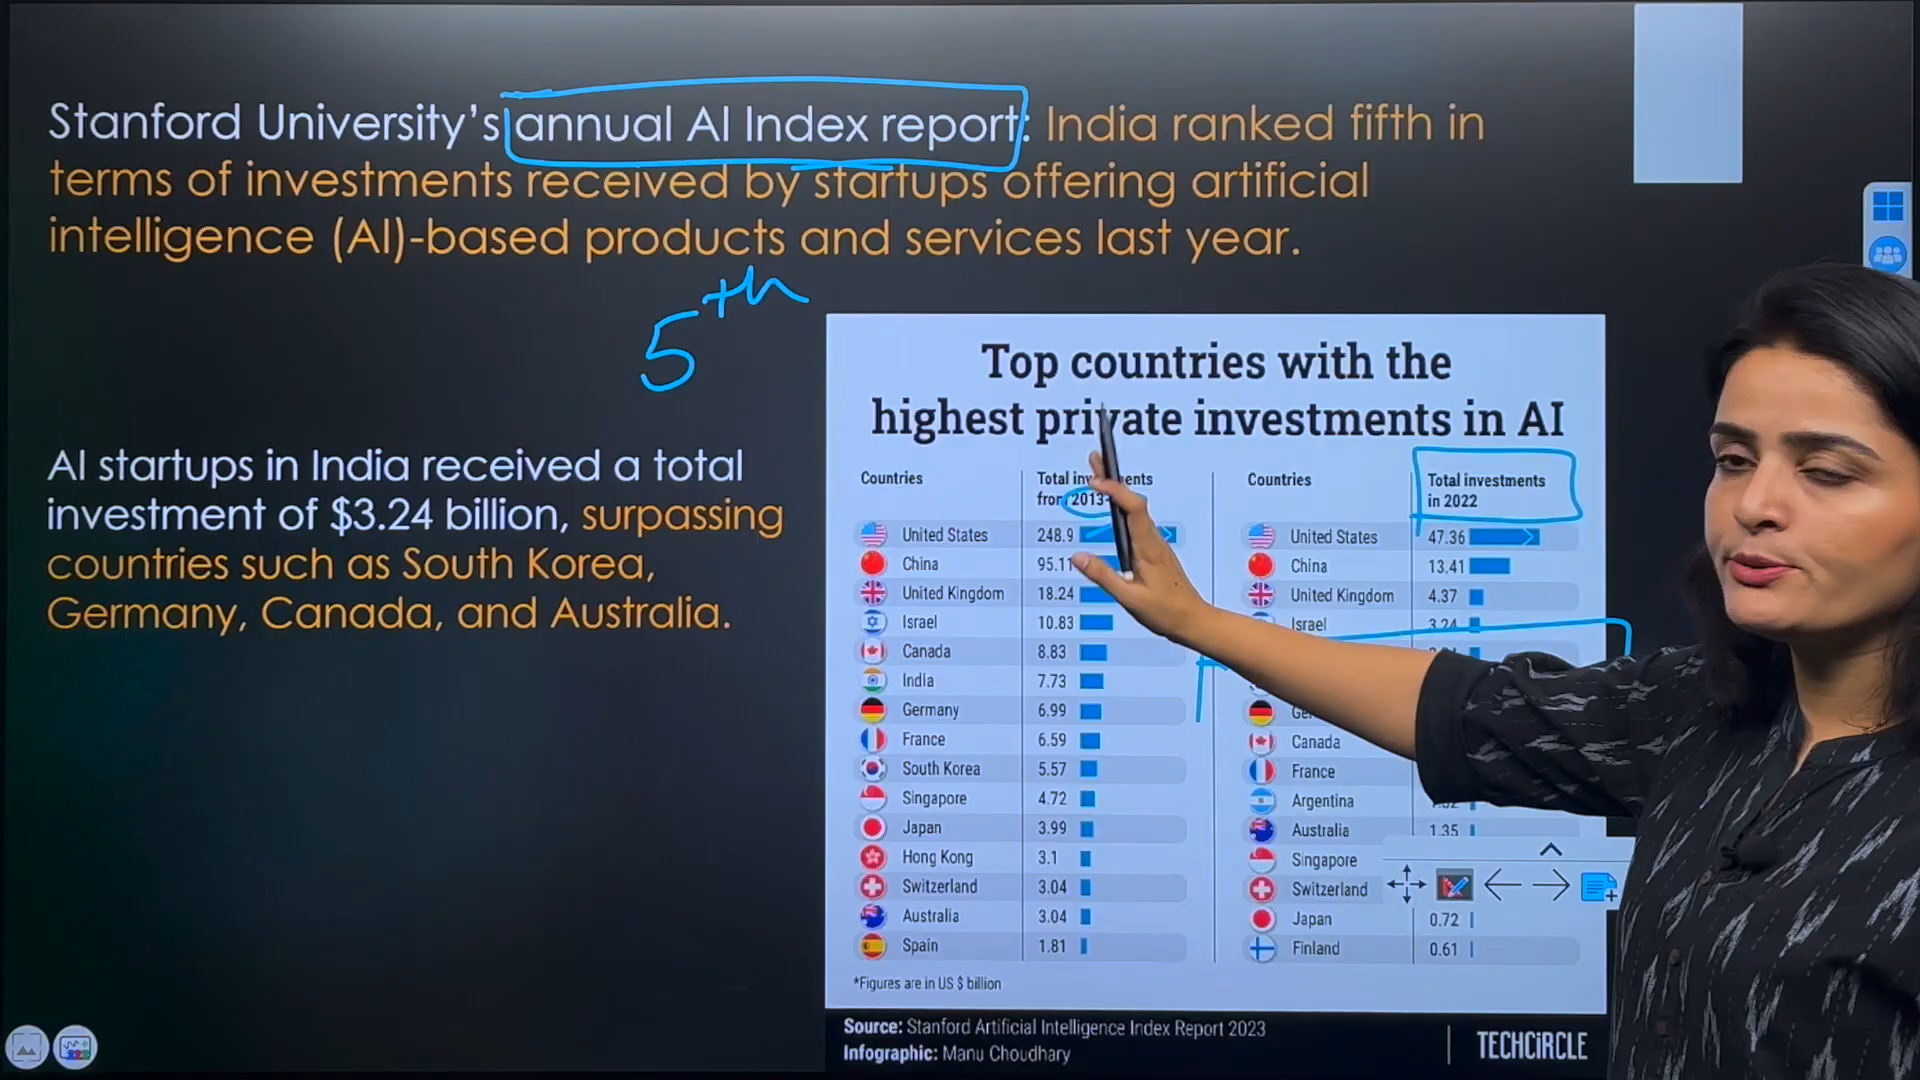 Stanford University's annual AI Index report: India ranked fifth in
terms of investments received by startups offering artificial
intelligence (AI)-based products and services last year.
5th
AI startups in India received a total
investment of $3.24 billion, surpassing
countries such as South Korea,
Germany, Canada, and Australia.
Top countries with the
highest private investments in AI
Countries
Total
from 2013-
United States 248.9
China 95.11
United Kingdom 18.24
Israel 10.83
Canada 8.83
India 7.73
Germany 6.99
France 6.59
South Korea 5.57
Singapore 4.72
Japan 3.99
Hong Kong 3.1
Switzerland 3.04
Australia 3.04
Spain 1.81
Countries
Total investments
in 2022
United States 47.36
China 13.41
United Kingdom 4.37
Israel 3.24
Canada
France
Argentina
Australia 1.35
Singapore
Switzerland
Japan 0.72
Finland 0.61
*Figures are in US $ billion
Source: Stanford Artificial Intelligence Index Report 2023
Infographic: Manu Choudhary
TECHCiRCLE